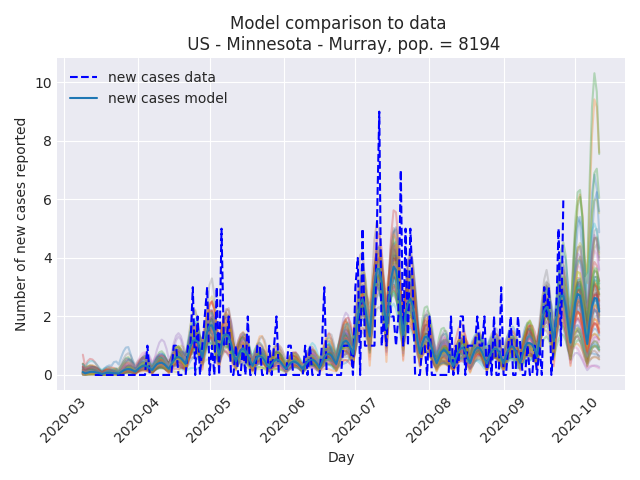 Model comparison to data
US - Minnesota - Murray, pop. = 8194
new cases data
new cases model
Number of new cases reported
10
8
6
4
2
0
2020-03
2020-04
2020-05
2020-06
2020-07
2020-08
2020-09
2020-10
Day